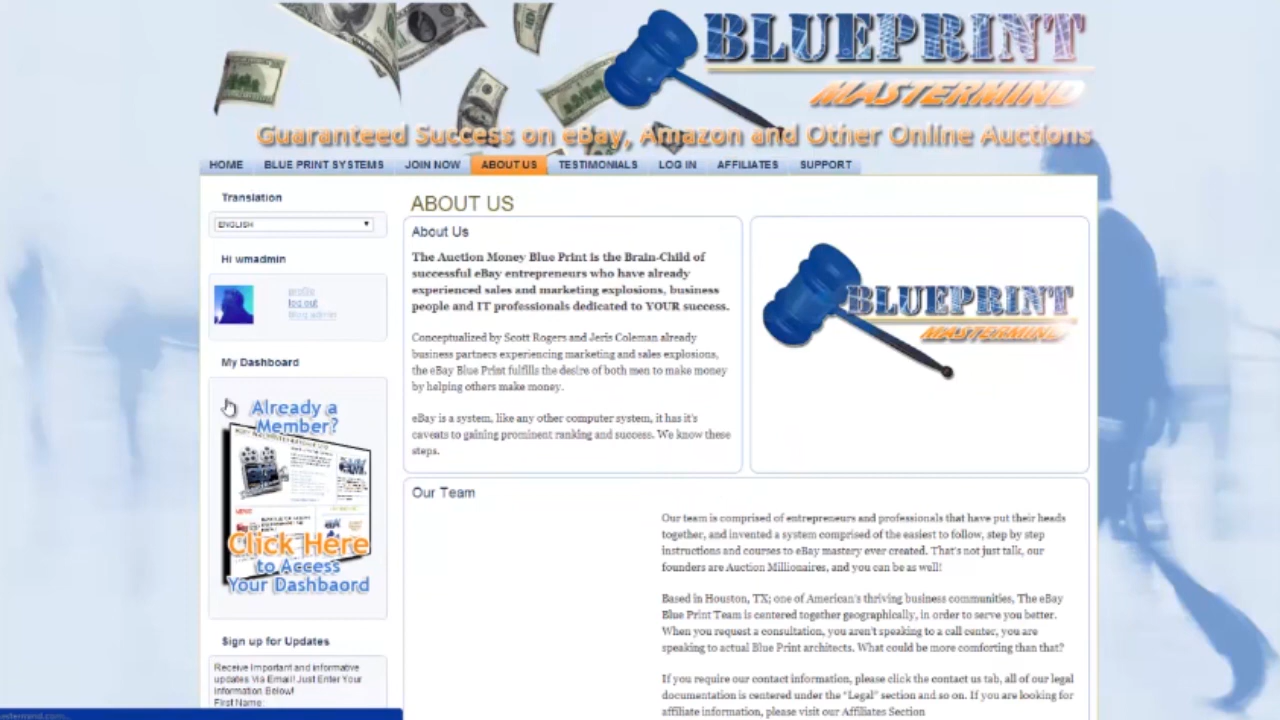 BLUEPRINT
MASTERMIND
Guaranteed Success on eBay, Amazon and Other Online Auctions
HOME BLUE PRINT SYSTEMS JOIN NOW ABOUT US TESTIMONIALS LOG IN AFFILIATES SUPPORT
Translation
ENGLISH
Hi wmadmin
profile
log out
blog admin
My Dashboard
Already a
Member?
Click Here
to Access
Your Dashbaord
Sign up for Updates
Receive Important and informative
updates Via Email! Just Enter Your
Information Below!
First Name:
ABOUT US
About Us
The Auction Money Blue Print is the Brain-Child of
successful eBay entrepreneurs who have already
experienced sales and marketing explosions, business
people and IT professionals dedicated to YOUR success.
Conceptualized by Scott Rogers and Jeris Coleman already
business partners experiencing marketing and sales explosions,
the eBay Blue Print fulfills the desire of both men to make money
by helping others make money.
eBay is a system, like any other computer system, it has it's
caveats to gaining prominent ranking and success. We know these
steps.
BLUEPRINT
MASTERMIND
Our Team
Our team is comprised of entrepreneurs and professionals that have put their heads
together, and invented a system comprised of the easiest to follow, step by step
instructions and courses to eBay mastery ever created. That's not just talk, our
founders are Auction Millionaires, and you can be as well!
Based in Houston, TX; one of American's thriving business communities, The eBay
Blue Print Team is centered together geographically, in order to serve you better.
When you request a consultation, you aren't speaking to a call center, you are
speaking to actual Blue Print architects. What could be more comforting than that?
If you require our contact information, please click the contact us tab, all of our legal
documentation is centered under the "Legal" section and so on. If you are looking for
affiliate information, please visit our Affiliates Section